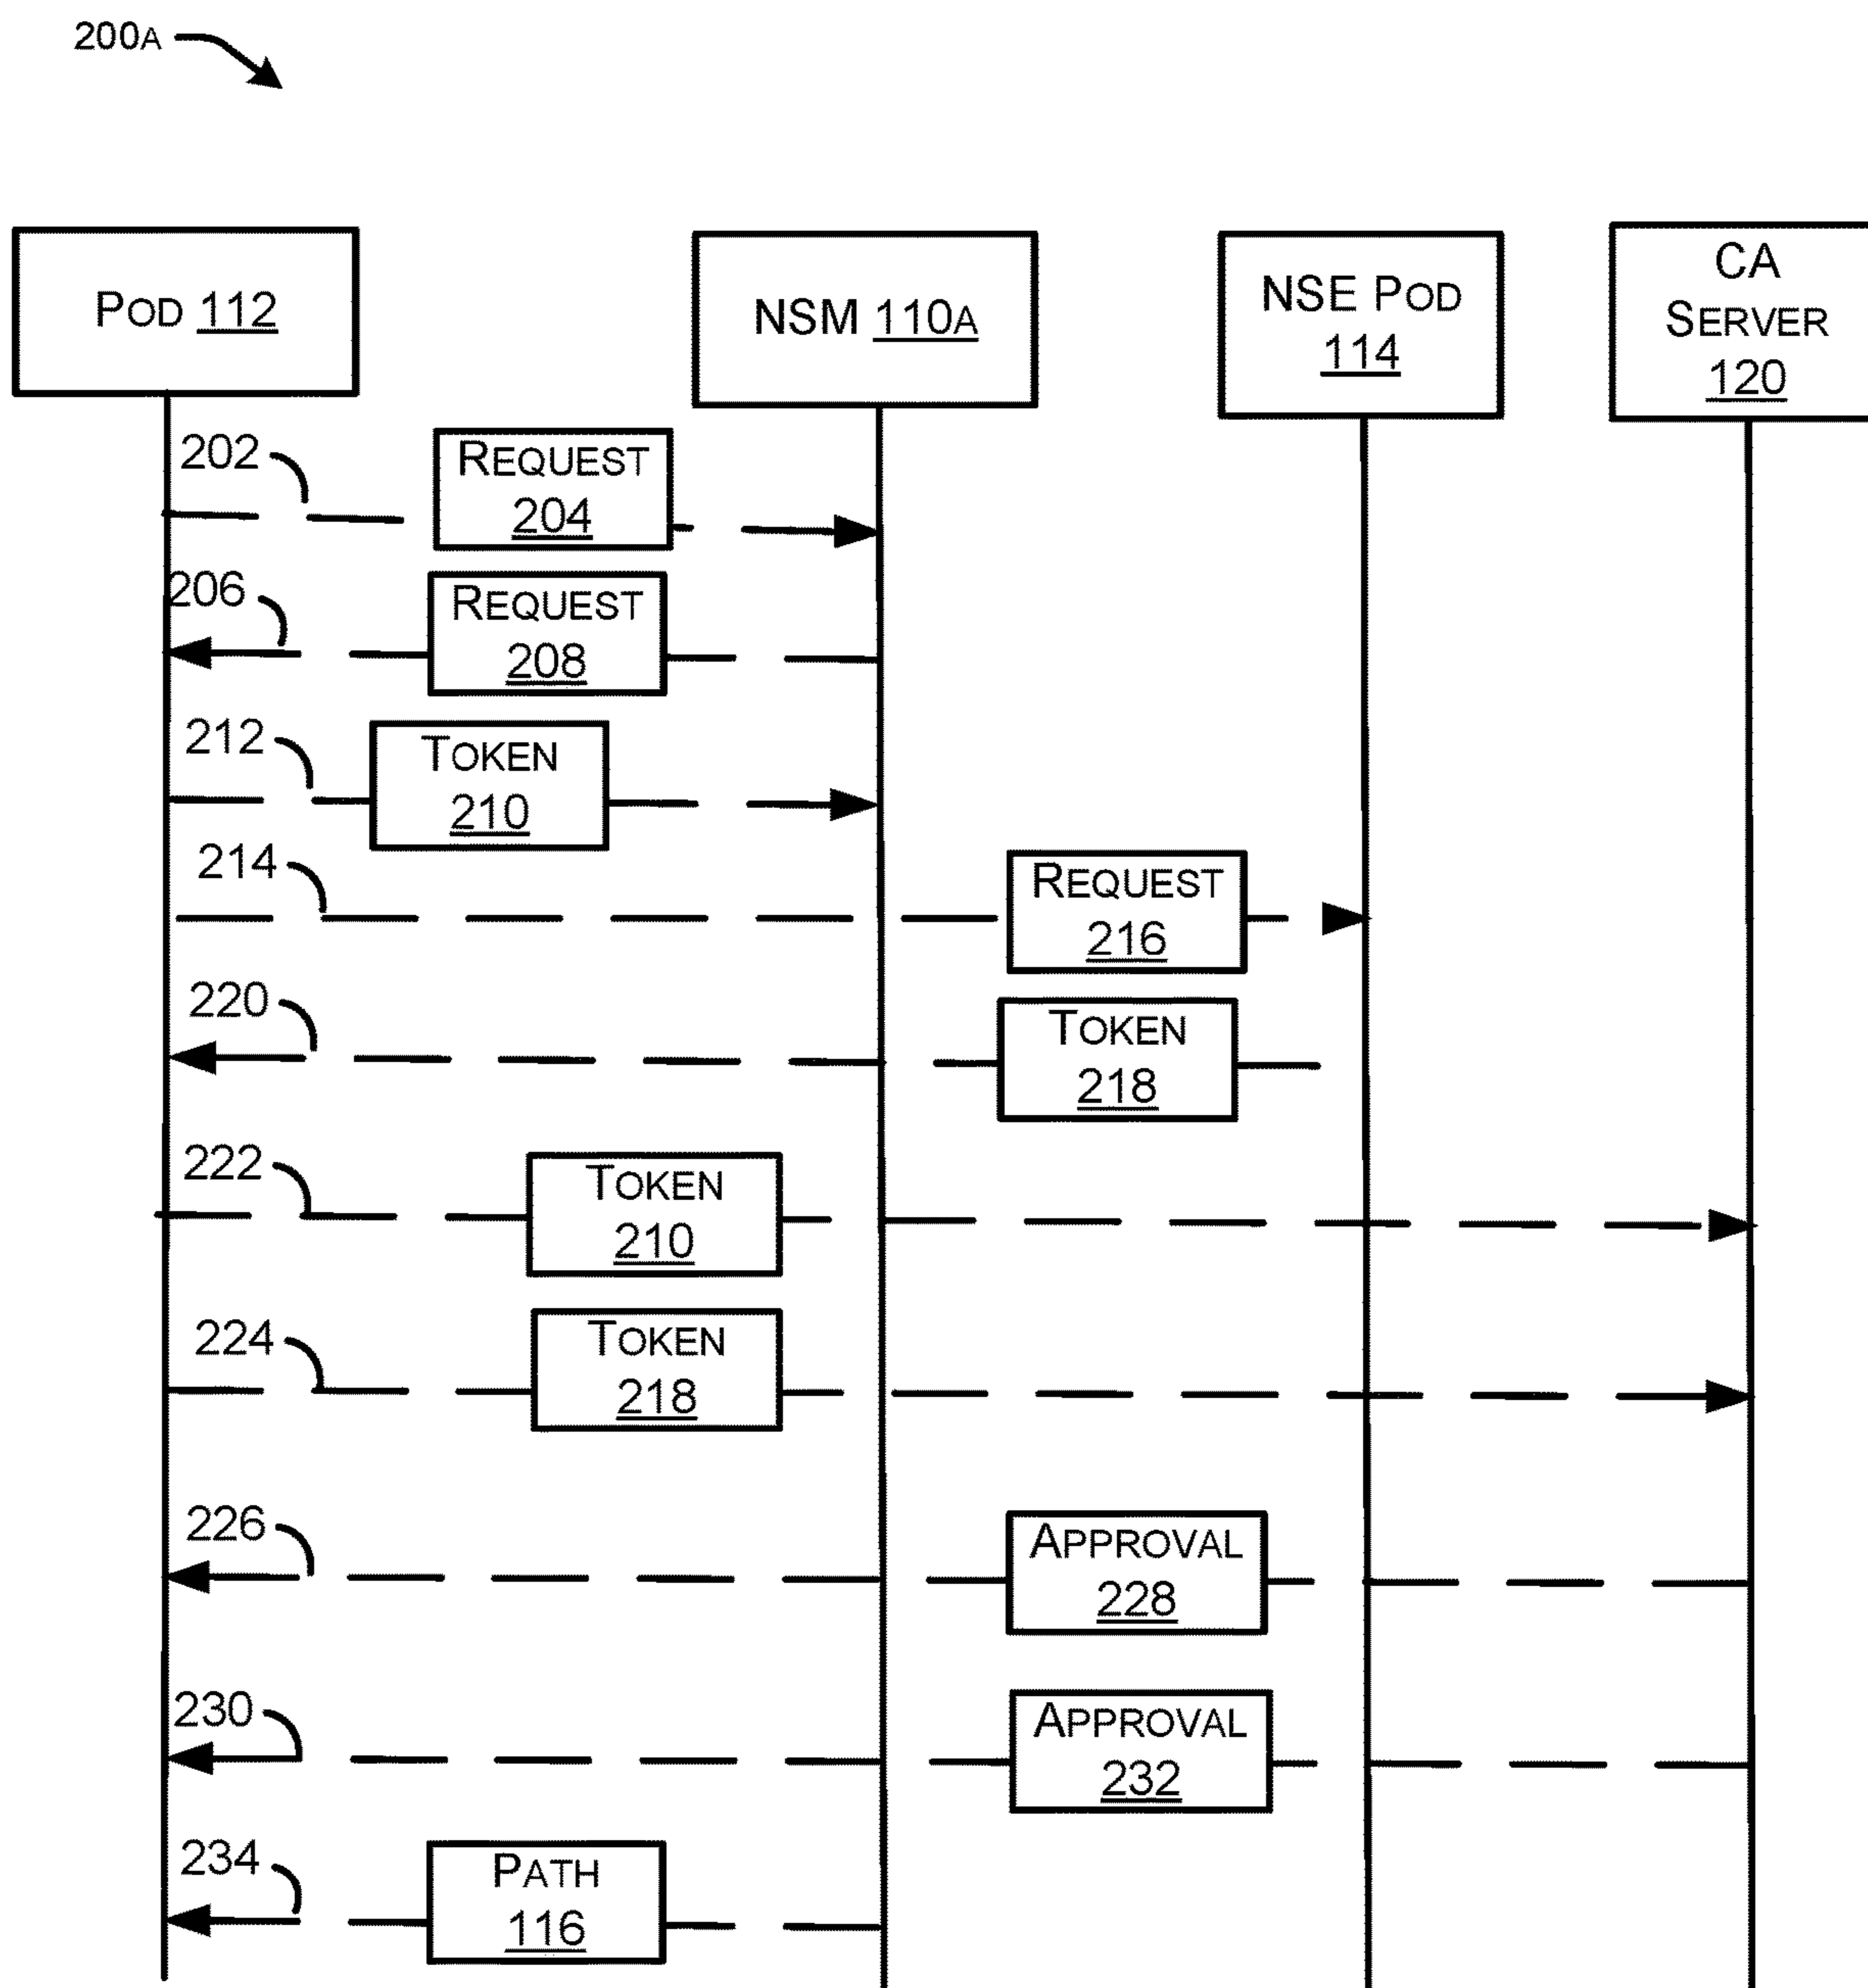 200A
POD 112
NSM 110A
NSE POD
114
CA
SERVER
120
202
REQUEST
204
206
REQUEST
208
212
TOKEN
210
214
REQUEST
216
220
TOKEN
218
222
TOKEN
210
224
TOKEN
218
226
APPROVAL
228
230
APPROVAL
232
234
PATH
116